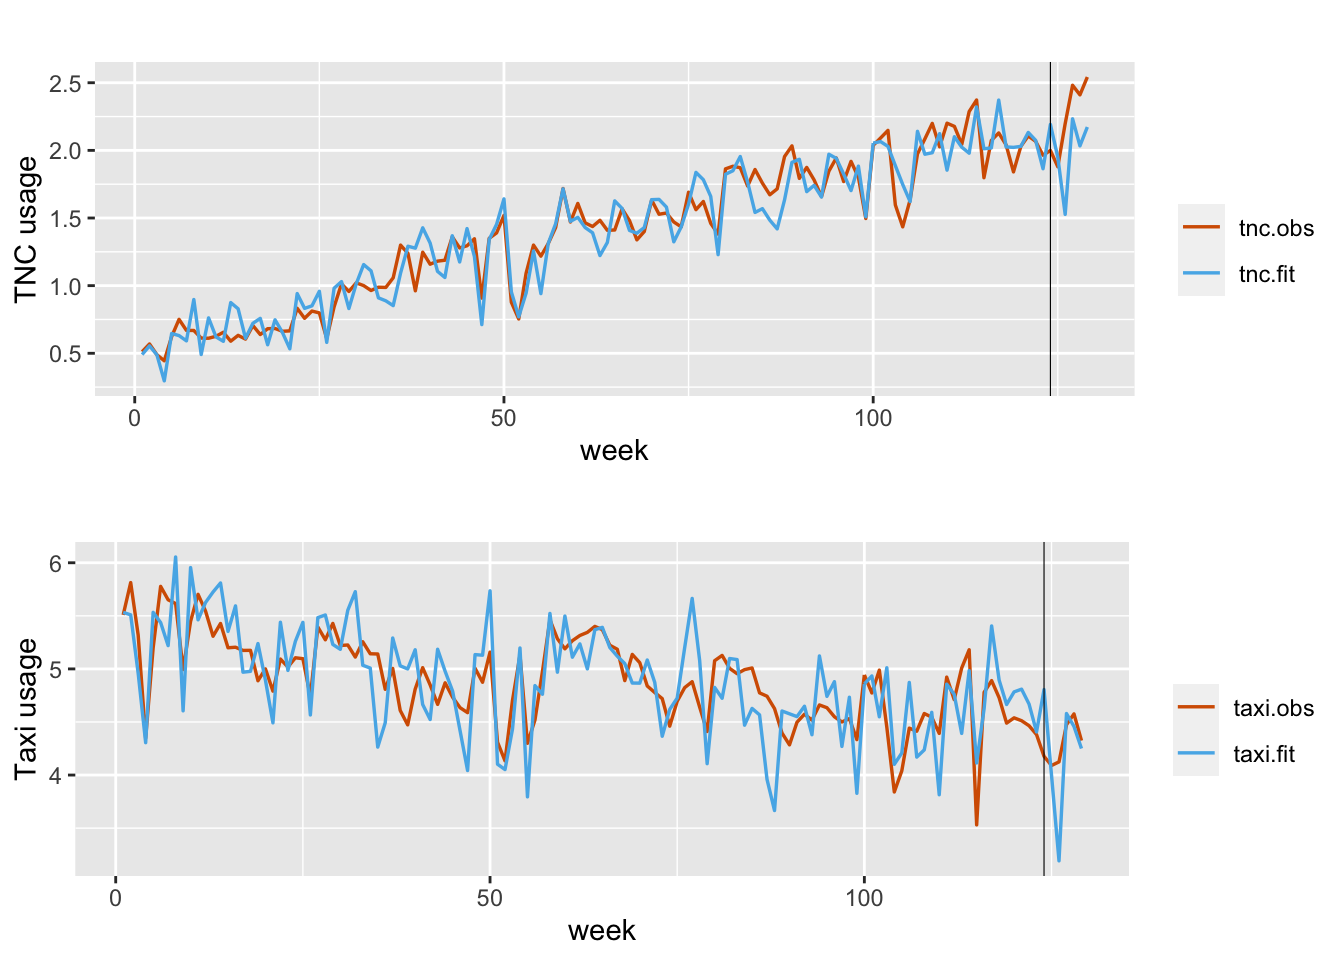 2.5
2.0
1.5
1.0
0.5
TNC usage
0 50 100
week
tnc.obs
tnc.fit
6
5
4
Taxi usage
0 50 100
week
taxi.obs
taxi.fit